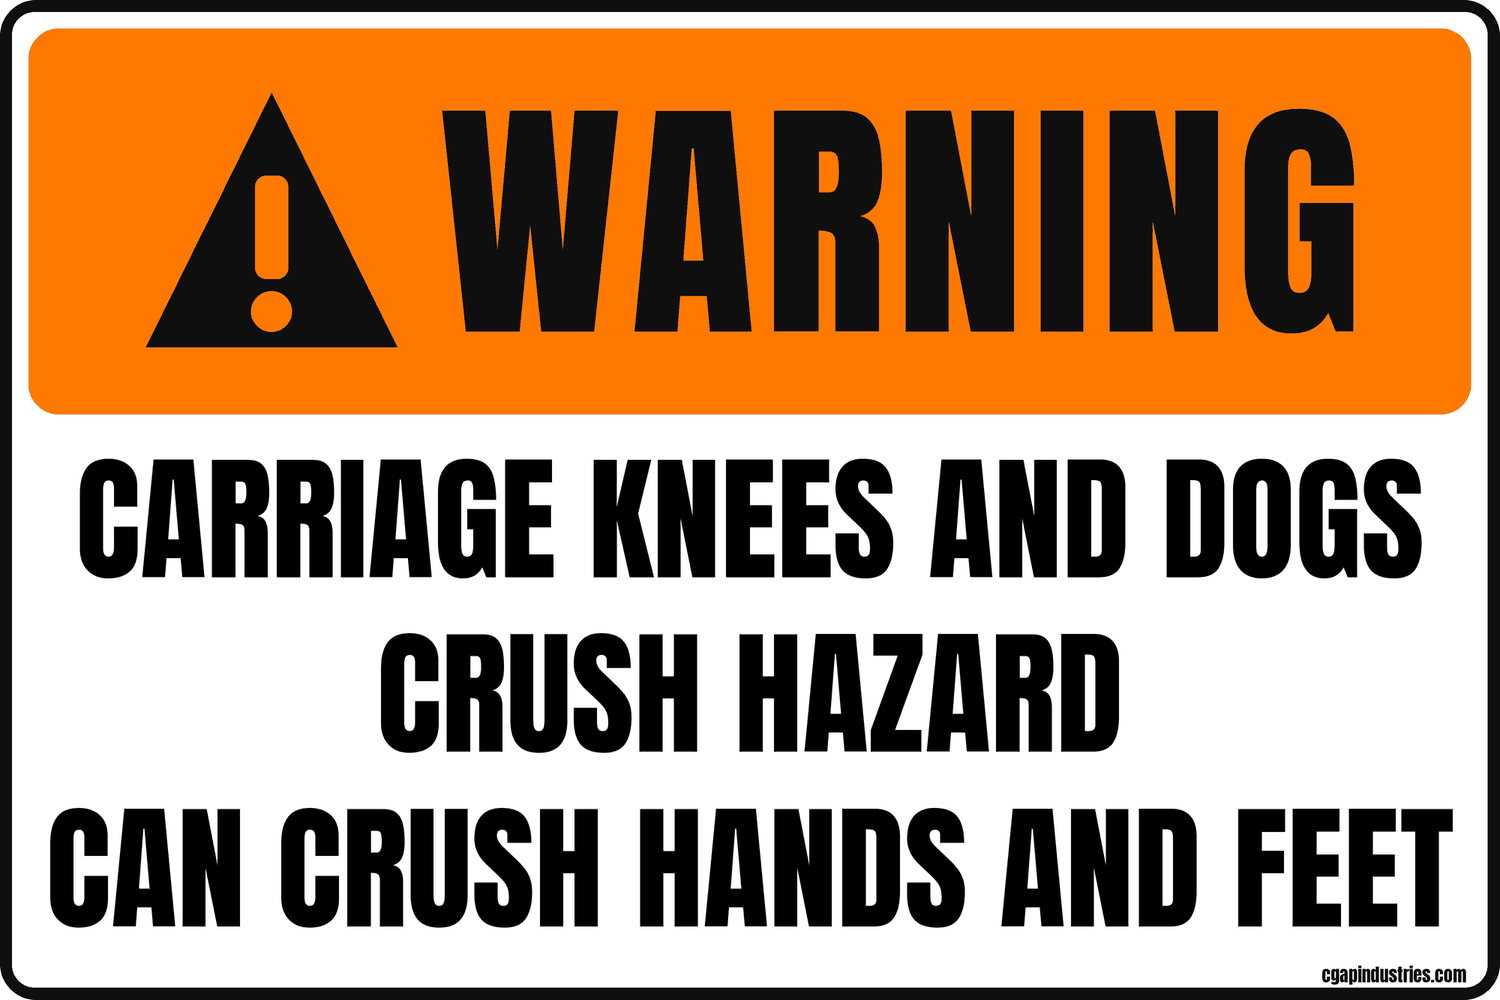 WARNING
CARRIAGE KNEES AND DOGS
CRUSH HAZARD
CAN CRUSH HANDS AND FEET
cgapindustries.com